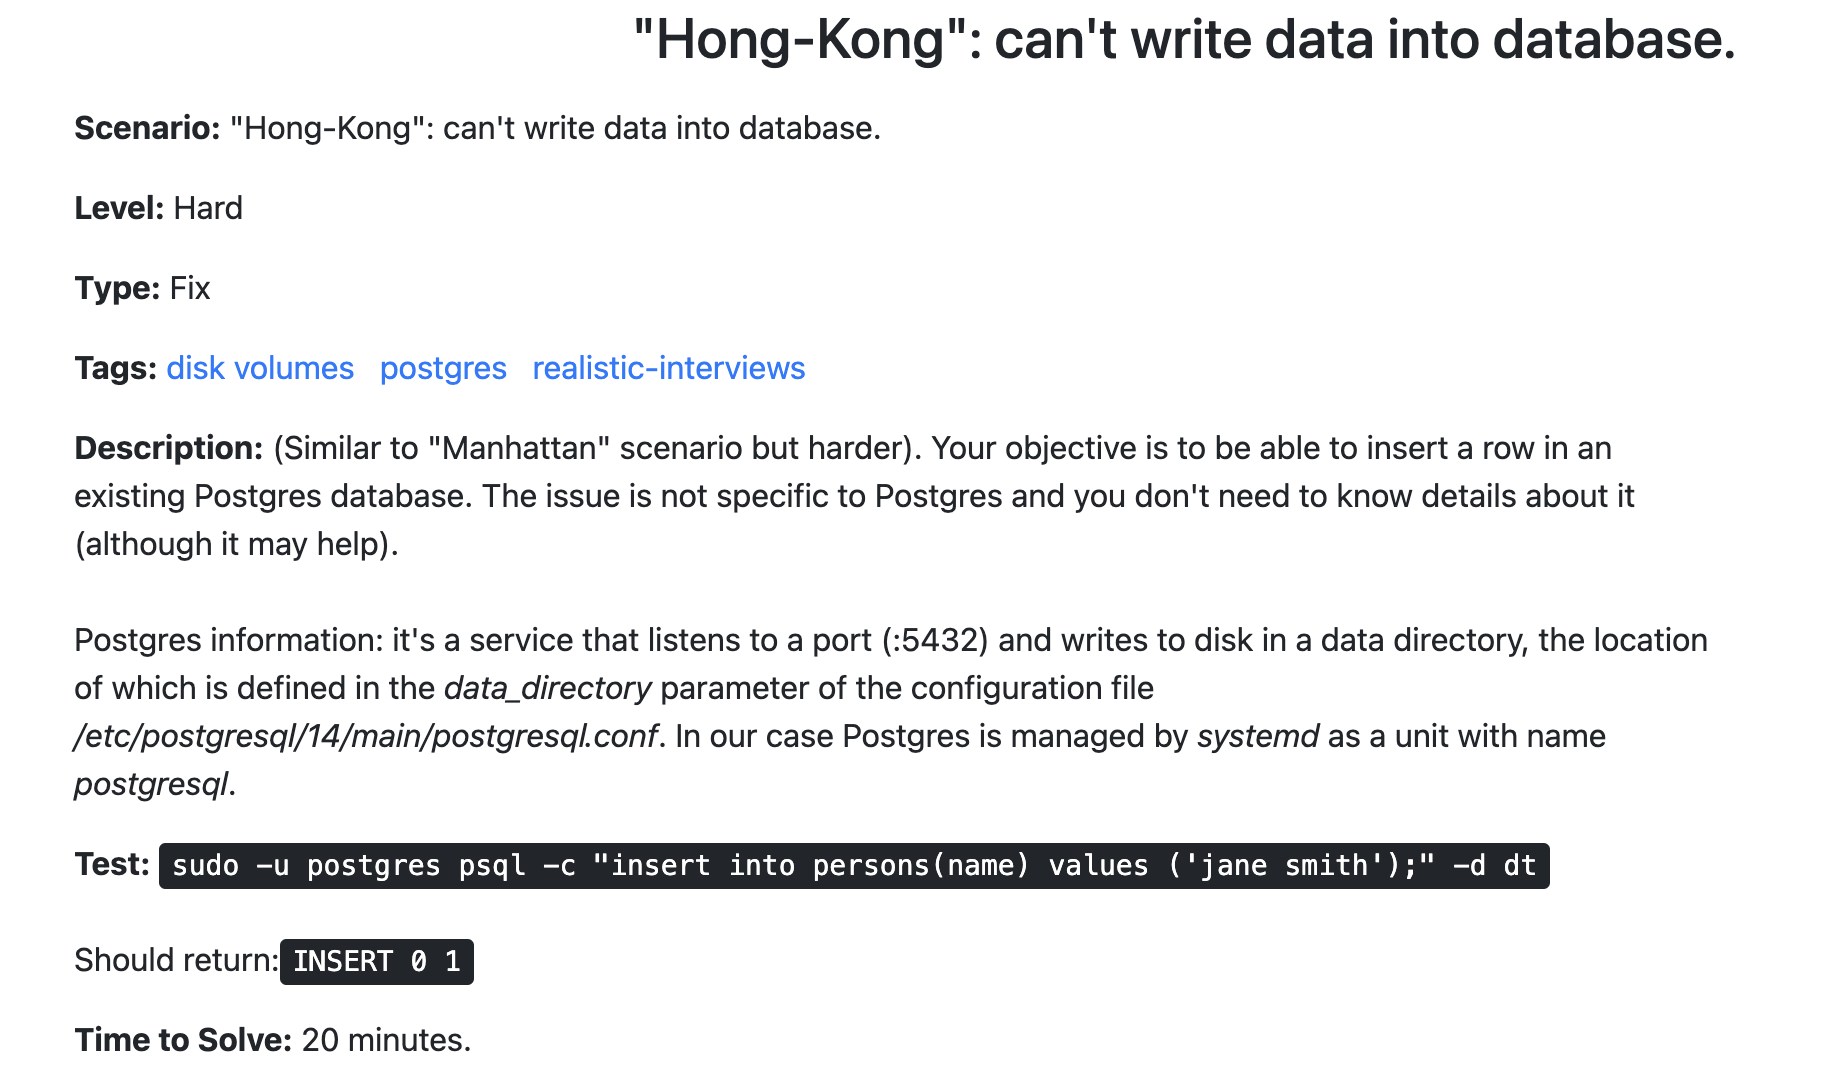 "Hong-Kong": can't write data into database.
Scenario: "Hong-Kong": can't write data into database.
Level: Hard
Type: Fix
Tags: disk volumes postgres realistic-interviews
Description: (Similar to "Manhattan" scenario but harder). Your objective is to be able to insert a row in an
existing Postgres database. The issue is not specific to Postgres and you don't need to know details about it
(although it may help).
Postgres information: it's a service that listens to a port (:5432) and writes to disk in a data directory, the location
of which is defined in the data_directory parameter of the configuration file
/etc/postgresql/14/main/postgresql.conf. In our case Postgres is managed by systemd as a unit with name
postgresql.
Test: sudo -u postgres psql -c "insert into persons(name) values ('jane smith');" -d dt
Should return: INSERT 0 1
Time to Solve: 20 minutes.